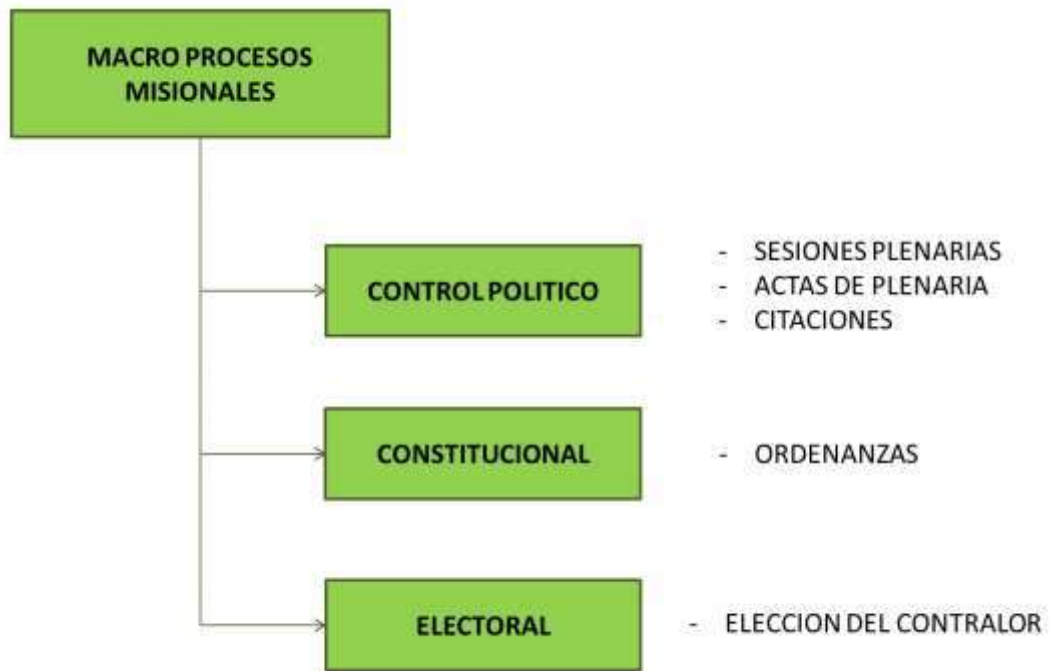 MACRO PROCESOS
MISIONALES
CONTROL POLITICO
- SESIONES PLENARIAS
- ACTAS DE PLENARIA
- CITACIONES
CONSTITUCIONAL
- ORDENANZAS
ELECTORAL
- ELECCION DEL CONTRALOR